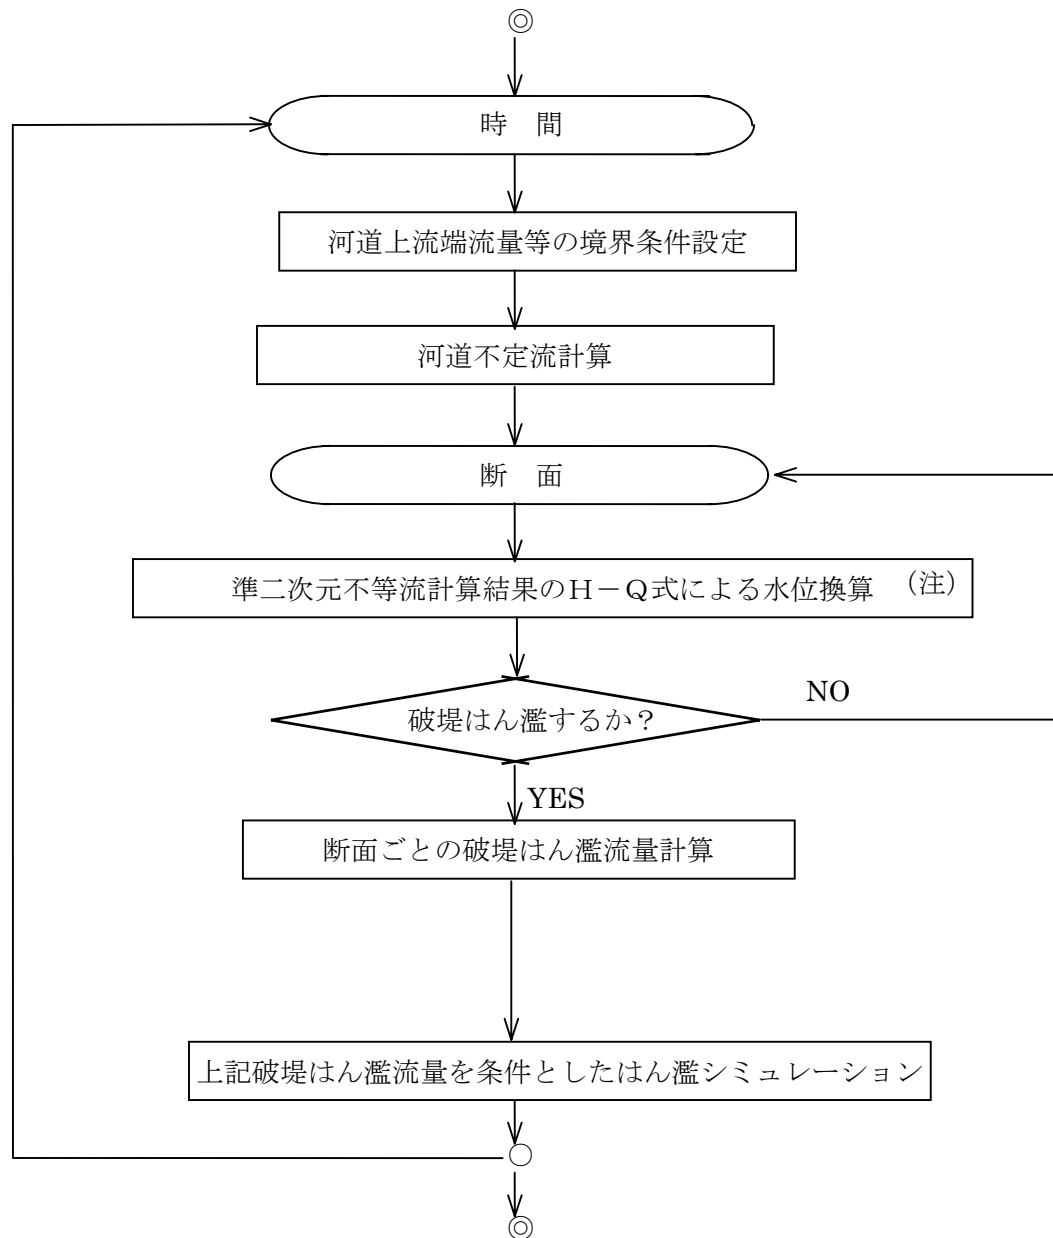 ◎
時　間
河道上流端流量等の境界条件設定
河道不定流計算
断　面
準二次元不等流計算結果のH－Q式による水位換算　（注）
破堤はん濫するか？
NO
YES
断面ごとの破堤はん濫流量計算
上記破堤はん濫流量を条件としたはん濫シミュレーション
○
◎